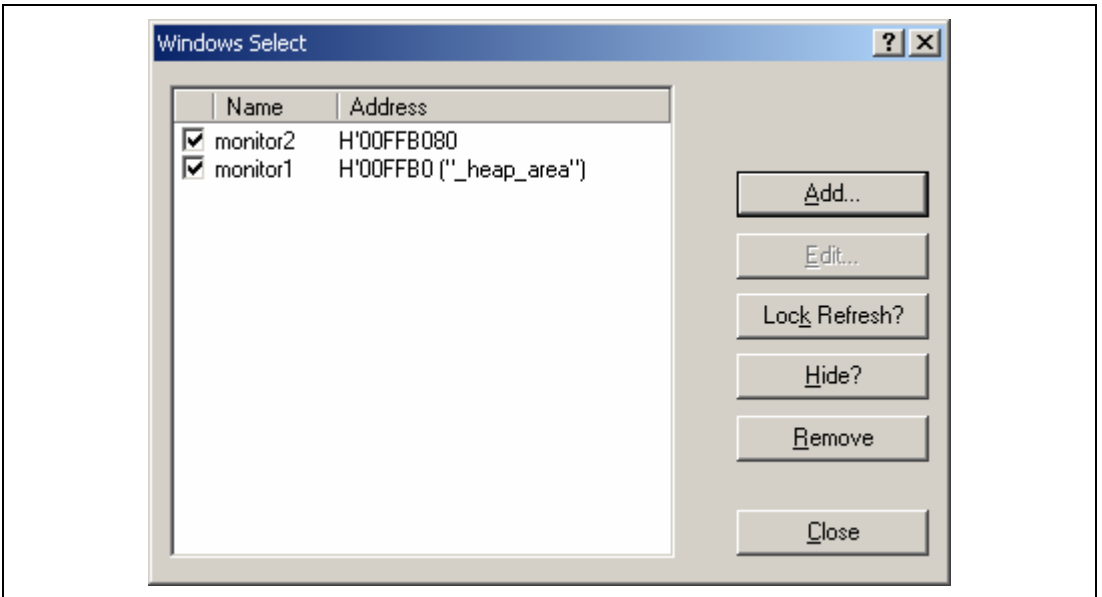 Windows Select
Name Address
monitor2 H'00FFB080
monitor1 H'00FFB0 ("_heap_area")
Add...
Edit...
Lock Refresh?
Hide?
Remove
Close